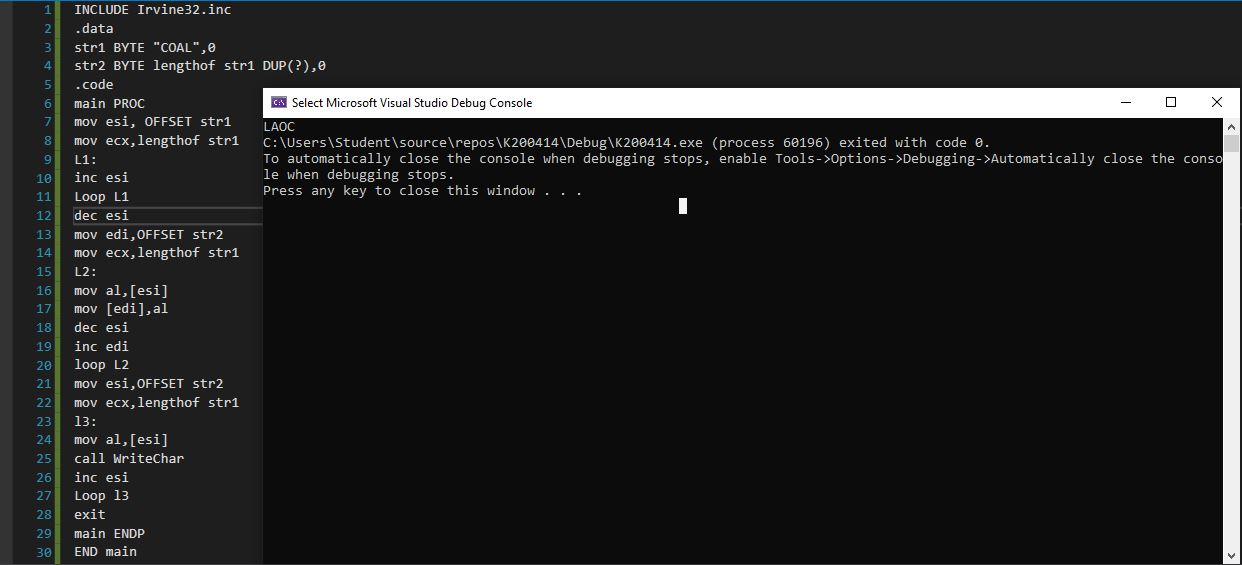 1 INCLUDE Irvine32.inc
2 .data
3 str1 BYTE "COAL",0
4 str2 BYTE lengthof str1 DUP(?),0
5 .code
6 main PROC
7 mov esi, OFFSET str1
8 mov ecx,lengthof str1
9 L1:
10 inc esi
11 Loop L1
12 dec esi
13 mov edi,OFFSET str2
14 mov ecx,lengthof str1
15 L2:
16 mov al,[esi]
17 mov [edi],al
18 dec esi
19 inc edi
20 loop L2
21 mov esi,OFFSET str2
22 mov ecx,lengthof str1
23 l3:
24 mov al,[esi]
25 call WriteChar
26 inc esi
27 Loop l3
28 exit
29 main ENDP
30 END main
C:\ Select Microsoft Visual Studio Debug Console
LAOC
C:\Users\Student\source\repos\K200414\Debug\K200414.exe (process 60196) exited with code 0.
To automatically close the console when debugging stops, enable Tools->Options->Debugging->Automatically close the conso
le when debugging stops.
Press any key to close this window . . .